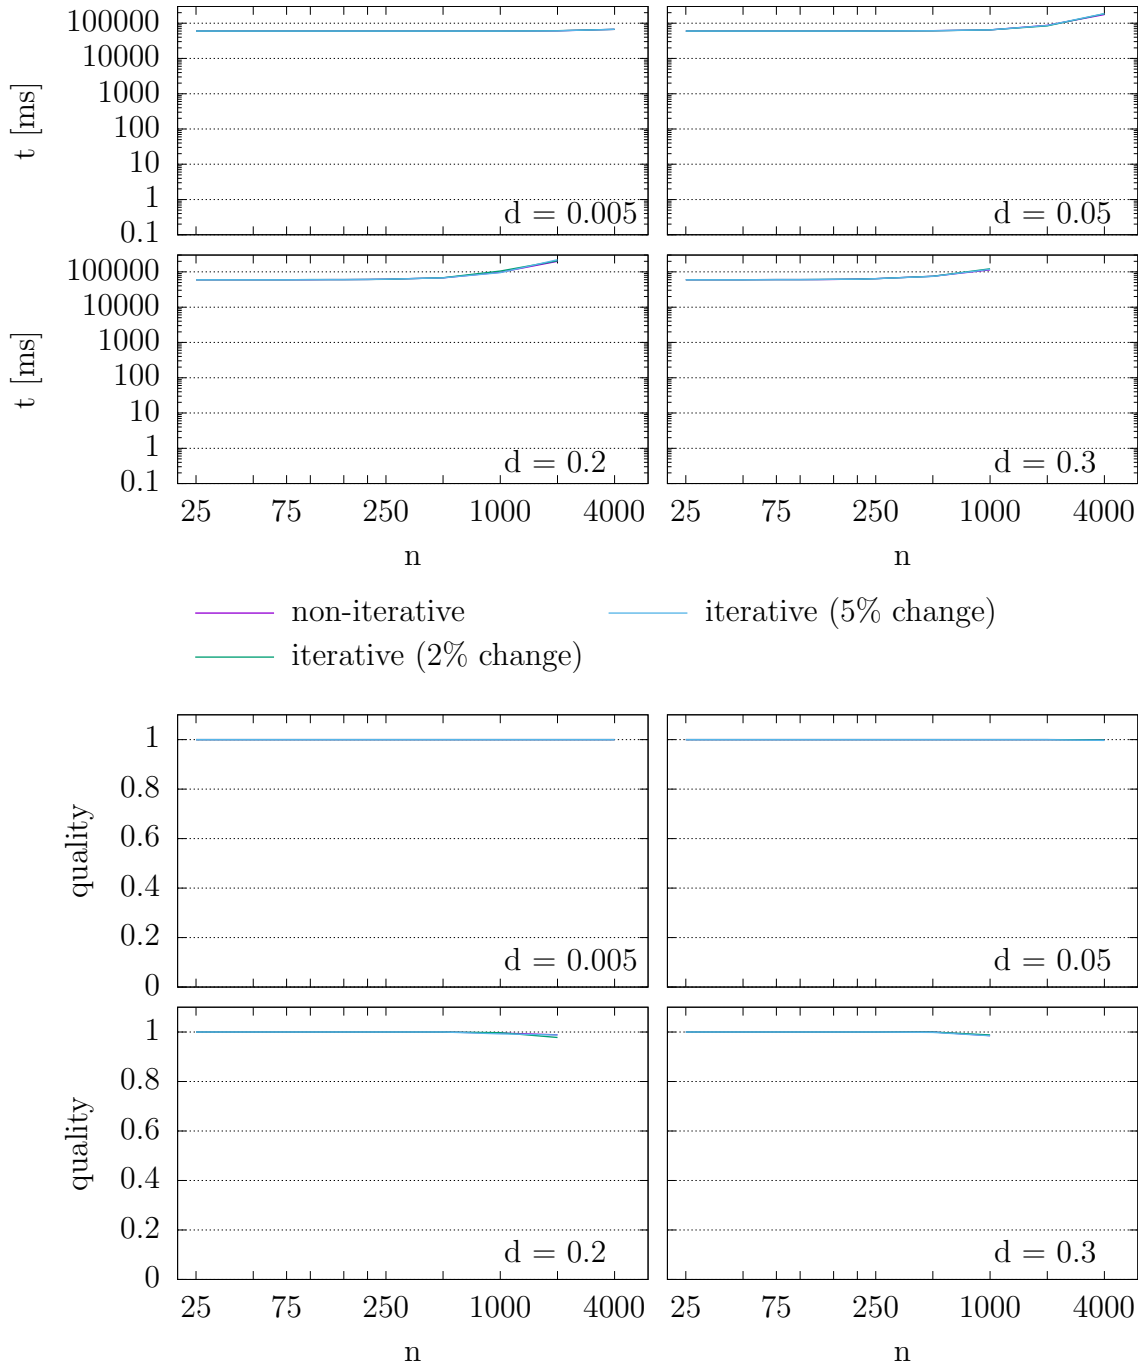 100000
10000
1000
100
10
1
0.1
t [ms]
d = 0.005
d = 0.05
100000
10000
1000
100
10
1
0.1
t [ms]
d = 0.2
d = 0.3
25 75 250 1000 4000
25 75 250 1000 4000
n
n
non-iterative
iterative (5% change)
iterative (2% change)
1
0.8
0.6
0.4
0.2
0
quality
d = 0.005
d = 0.05
1
0.8
0.6
0.4
0.2
0
quality
d = 0.2
d = 0.3
25 75 250 1000 4000
25 75 250 1000 4000
n
n